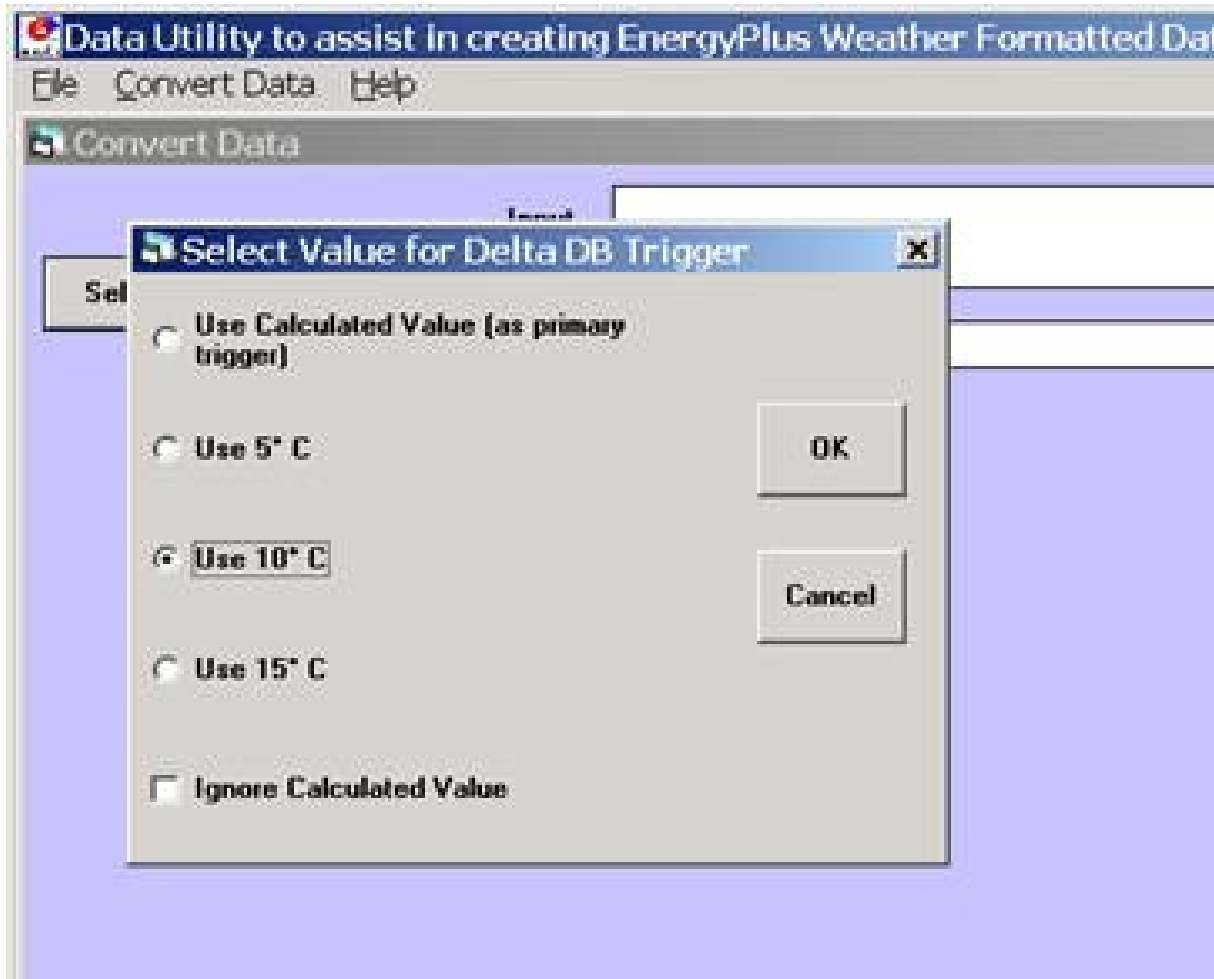 Data Utility to assist in creating EnergyPlus Weather Formatted Da
File Convert Data Help
Convert Data
Input
Select Value for Delta DB Trigger
Sel
Use Calculated Value (as primary
trigger)
Use 5° C
OK
Use 10° C
Cancel
Use 15° C
Ignore Calculated Value